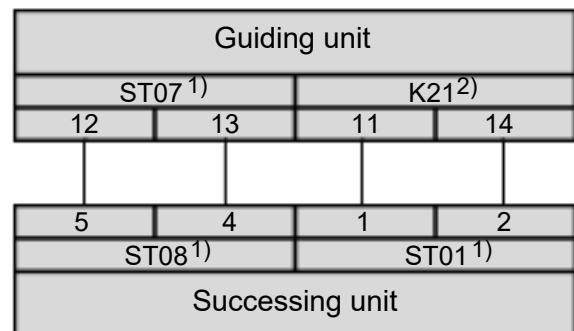 Guiding unit
ST07 1) K21 2)
12 13 11 14
5 4 1 2
ST08 1) ST01 1)
Successing unit